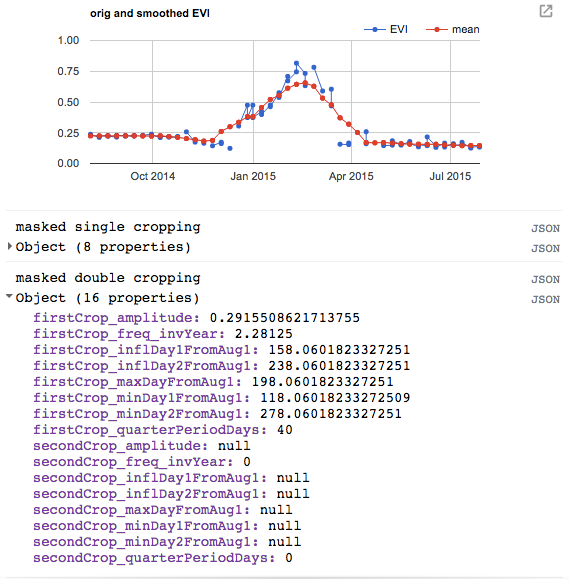 orig and smoothed EVI
EVI
mean
1.00
0.75
0.50
0.25
0.00
Oct 2014
Jan 2015
Apr 2015
Jul 2015
masked single cropping
JSON
Object (8 properties)
JSON
masked double cropping
JSON
Object (16 properties)
JSON
firstCrop_amplitude: 0.2915508621713755
firstCrop_freq_invYear: 2.28125
firstCrop_inflDay1FromAug1: 158.0601823327251
firstCrop_inflDay2FromAug1: 238.0601823327251
firstCrop_maxDayFromAug1: 198.0601823327251
firstCrop_minDay1FromAug1: 118.06018233272509
firstCrop_minDay2FromAug1: 278.0601823327251
firstCrop_quarterPeriodDays: 40
secondCrop_amplitude: null
secondCrop_freq_invYear: 0
secondCrop_inflDay1FromAug1: null
secondCrop_inflDay2FromAug1: null
secondCrop_maxDayFromAug1: null
secondCrop_minDay1FromAug1: null
secondCrop_minDay2FromAug1: null
secondCrop_quarterPeriodDays: 0